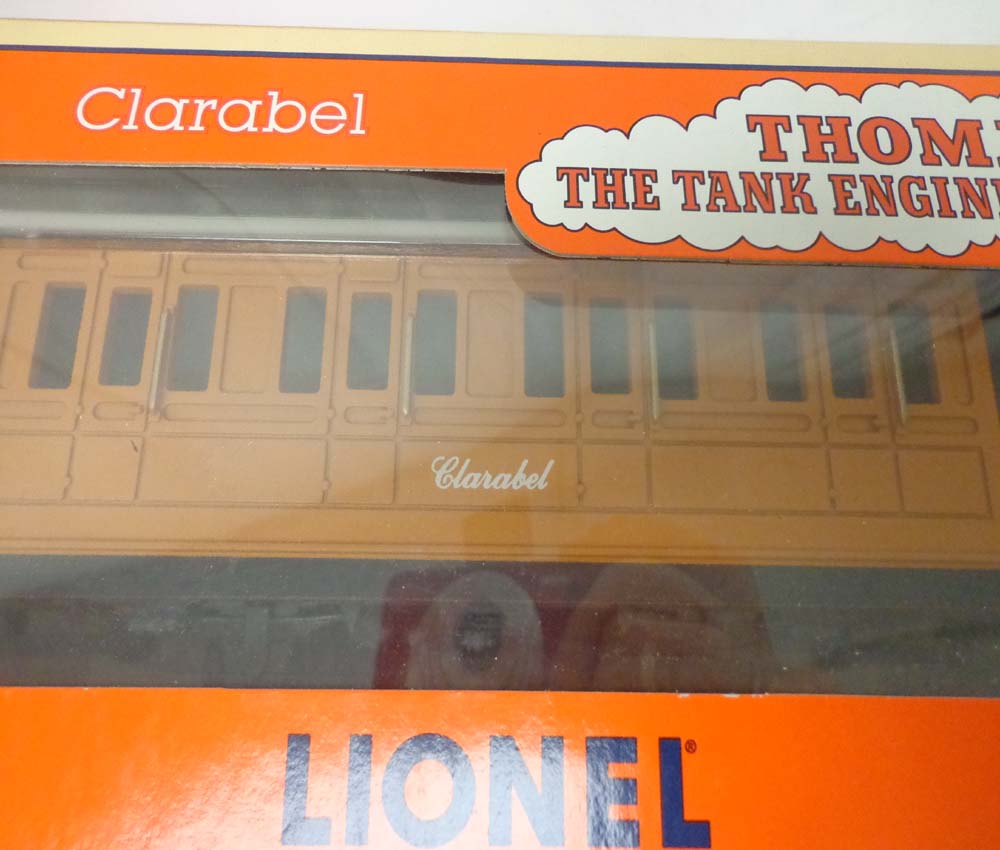 Clarabel
THOM
THE TANK ENGIN
Clarabel
LIONEL®